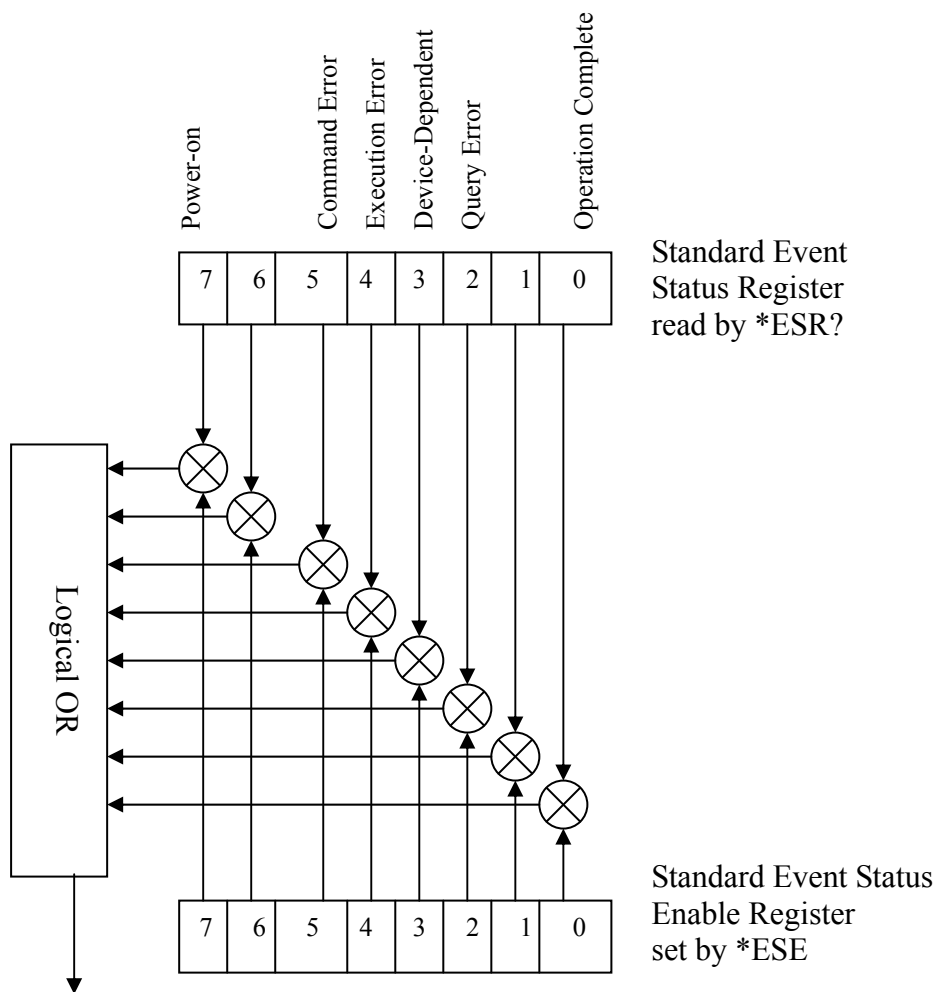 Power-on
Command Error
Execution Error
Device-Dependent
Query Error
Operation Complete
7 6 5 4 3 2 1 0
Standard Event
Status Register
read by *ESR?
Logical OR
7 6 5 4 3 2 1 0
Standard Event Status
Enable Register
set by *ESE